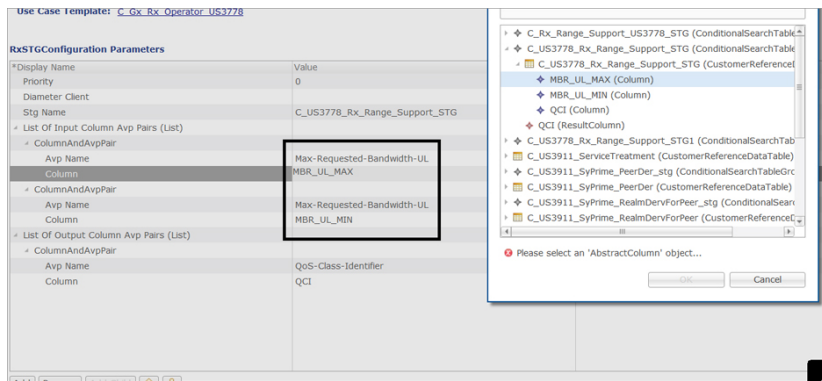 Use Case Template: C_Gx_Rx_Operator_US3778
RxSTGConfiguration Parameters
*Display Name Value
Priority 0
Diameter Client
Stg Name C_US3778_Rx_Range_Support_STG
List Of Input Column Avp Pairs (List)
ColumnAndAvpPair
Avp Name Max-Requested-Bandwidth-UL
Column MBR_UL_MAX
ColumnAndAvpPair
Avp Name Max-Requested-Bandwidth-UL
Column MBR_UL_MIN
List Of Output Column Avp Pairs (List)
ColumnAndAvpPair
Avp Name QoS-Class-Identifier
Column QCI
C_Rx_Range_Support_US3778_STG (ConditionalSearchTable
C_US3778_Rx_Range_Support_STG (ConditionalSearchTable
C_US3778_Rx_Range_Support_STG (CustomerReferenceI
MBR_UL_MAX (Column)
MBR_UL_MIN (Column)
QCI (Column)
QCI (ResultColumn)
C_US3778_Rx_Range_Support_STG1 (ConditionalSearchTab
C_US3911_ServiceTreatment (CustomerReferenceDataTable)
C_US3911_SyPrime_PeerDer_stg (ConditionalSearchTableGrc
C_US3911_SyPrime_PeerDer (CustomerReferenceDataTable)
C_US3911_SyPrime_RealmDervForPeer_stg (ConditionalSearc
C_US3911_SyPrime_RealmDervForPeer (CustomerReferenceD
Please select an 'AbstractColumn' object...
OK Cancel